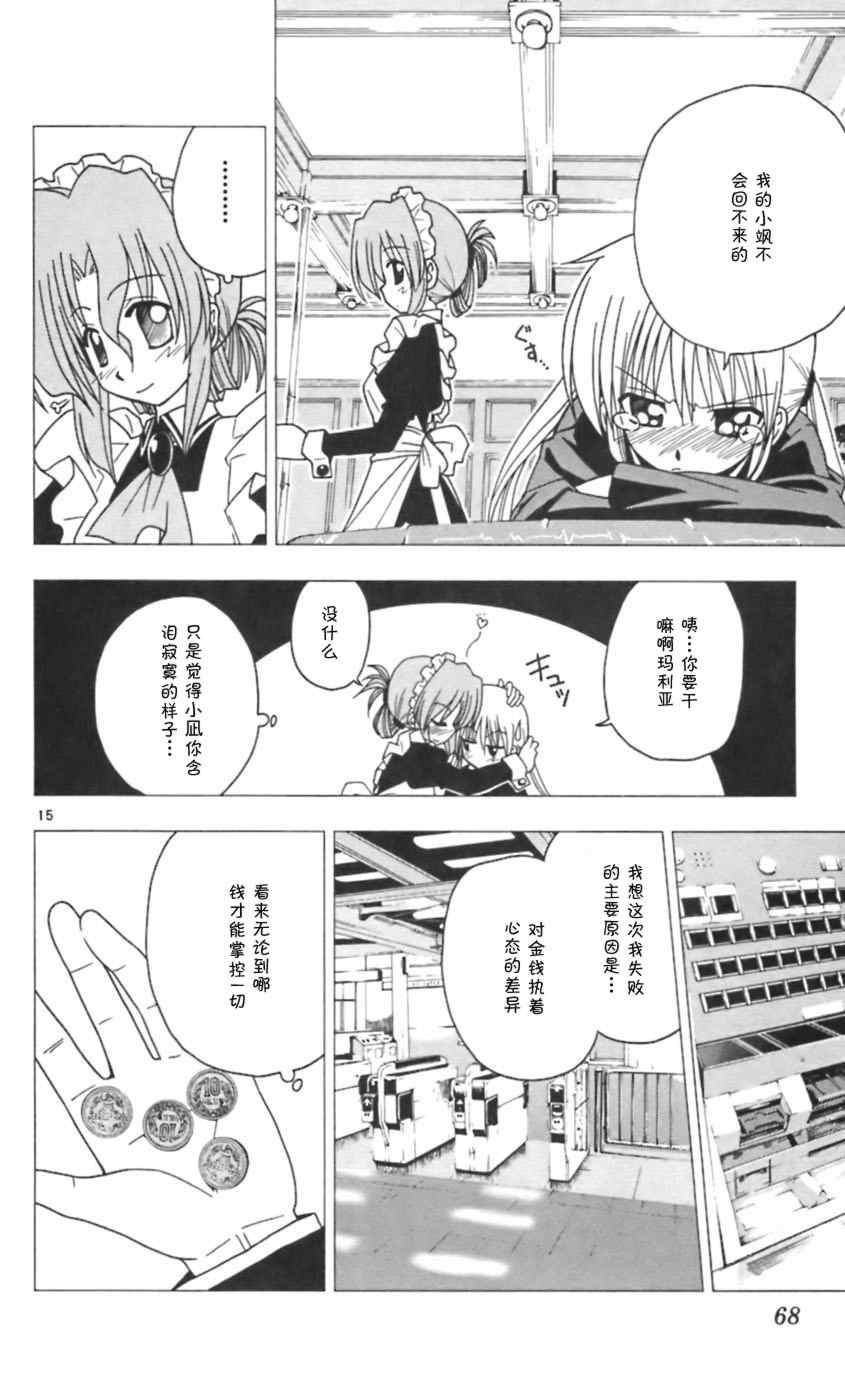 我的小飒不
会回不来的
ぐす…
………
咦…你要干
嘛啊玛利亚
キュッ
没什么
只是觉得小凪你含
泪寂寞的样子…
15
我想这次我失败
的主要原因是…
对金钱执着
心态的差异
看来无论到哪
钱才能掌控一切
10
10
68